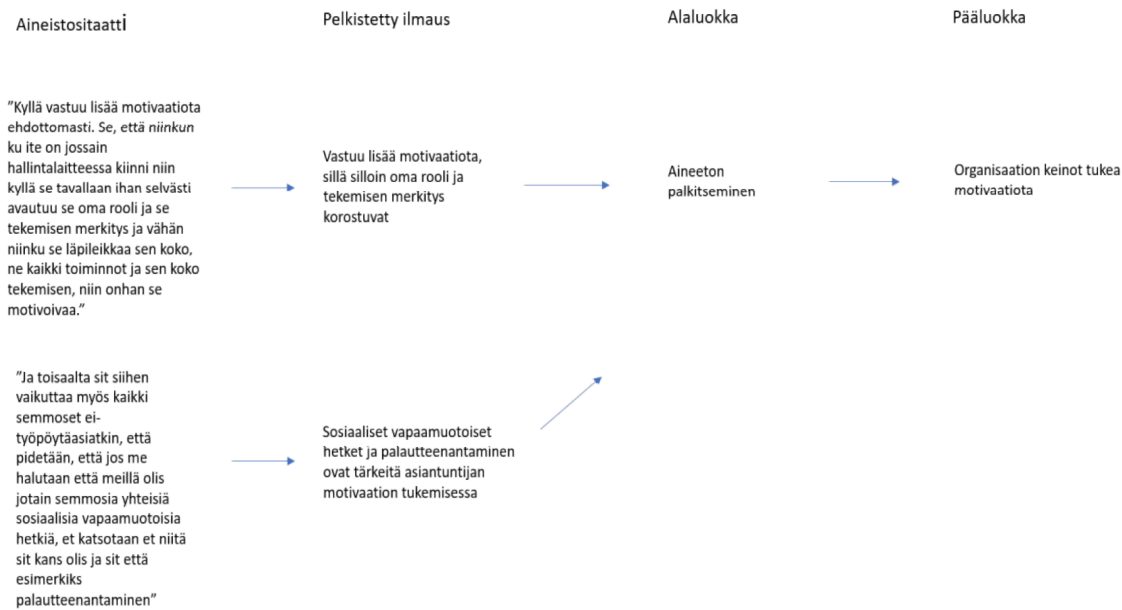 Aineistositaatti
Pelkistetty ilmaus
Alaluokka
Pääluokka
”Kyllä vastuu lisää motivaatiota
ehdottomasti. Se, että niinkun
ku ite on jossain
hallintalaitteessa kiinni niin
kyllä se tavallaan ihan selvästi
avautuu se oma rooli ja se
tekemisen merkitys ja vähän
niinku se läpileikkaa sen koko,
ne kaikki toiminnot ja sen koko
tekemisen, niin onhan se
motivoivaa.”
Vastuu lisää motivaatiota,
sillä silloin oma rooli ja
tekemisen merkitys
korostuvat
Aineeton
palkitseminen
Organisaation keinot tukea
motivaatiota
”Ja toisaalta sit siihen
vaikuttaa myös kaikki
semmoset ei-
työpöytäasiatkin, että
pidetään, että jos me
halutaan että meillä olis
jotain semmosia yhteisiä
sosiaalisia vapaamuotoisia
hetkiä, et katsotaan et niitä
sit kans olis ja sit että
esimerkiks
palautteenantaminen”
Sosiaaliset vapaamuotoiset
hetket ja palautteenantaminen
ovat tärkeitä asiantuntijan
motivaation tukemisessa